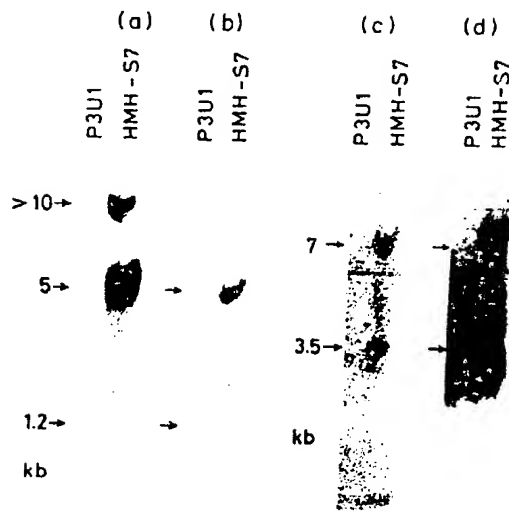 (a) (b) (c) (d)
P3U1
HMH-S7
P3U1
HMH-S7
P3U1
HMH-S7
P3U1
HMH-S7
> 10→
5→
1.2→
kb
7→
3.5→
kb